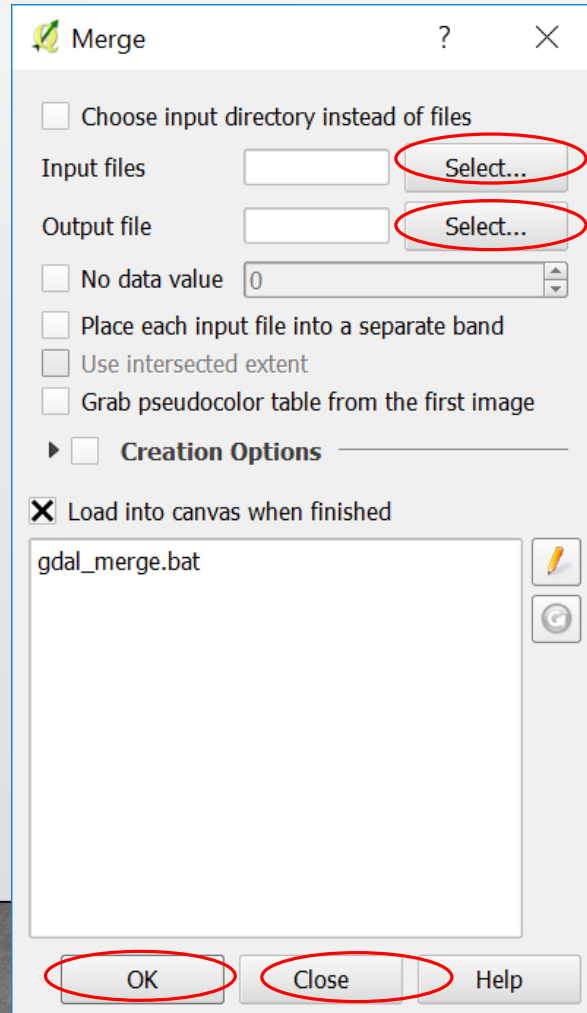 Merge ?
Choose input directory instead of files
Input files Select...
Output file Select...
No data value 0
Place each input file into a separate band
Use intersected extent
Grab pseudocolor table from the first image
Creation Options
Load into canvas when finished
gdal_merge.bat
OK Close Help